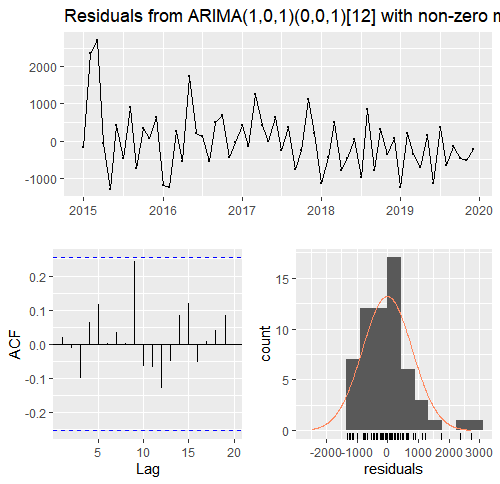 Residuals from ARIMA(1,0,1)(0,0,1)[12] with non-zero m
2000
1000
0
-1000
2015 2016 2017 2018 2019 2020
ACF
0.2
0.1
0.0
-0.1
-0.2
5 10 15 20
Lag
count
15
10
5
0
-2000 -1000 0 1000 2000 3000
residuals